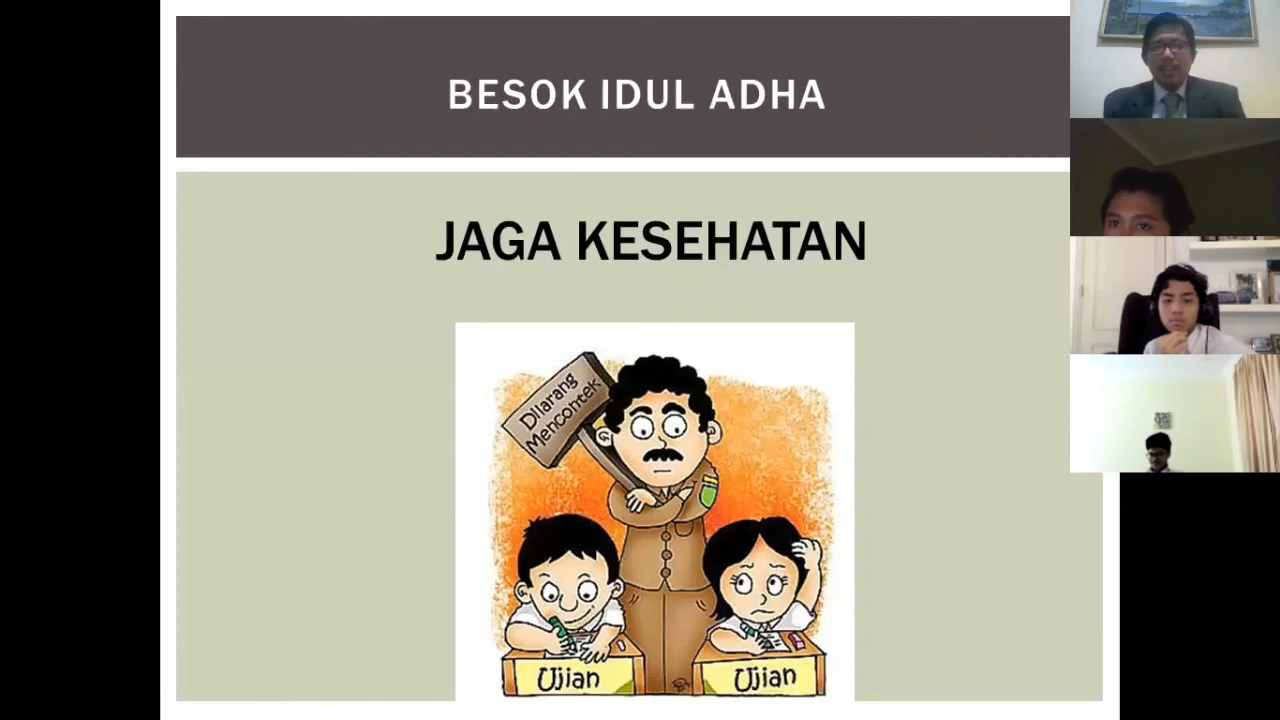 BESOK IDUL ADHA
JAGA KESEHATAN
Dilarang
Mencontek
Ujian
Ujian